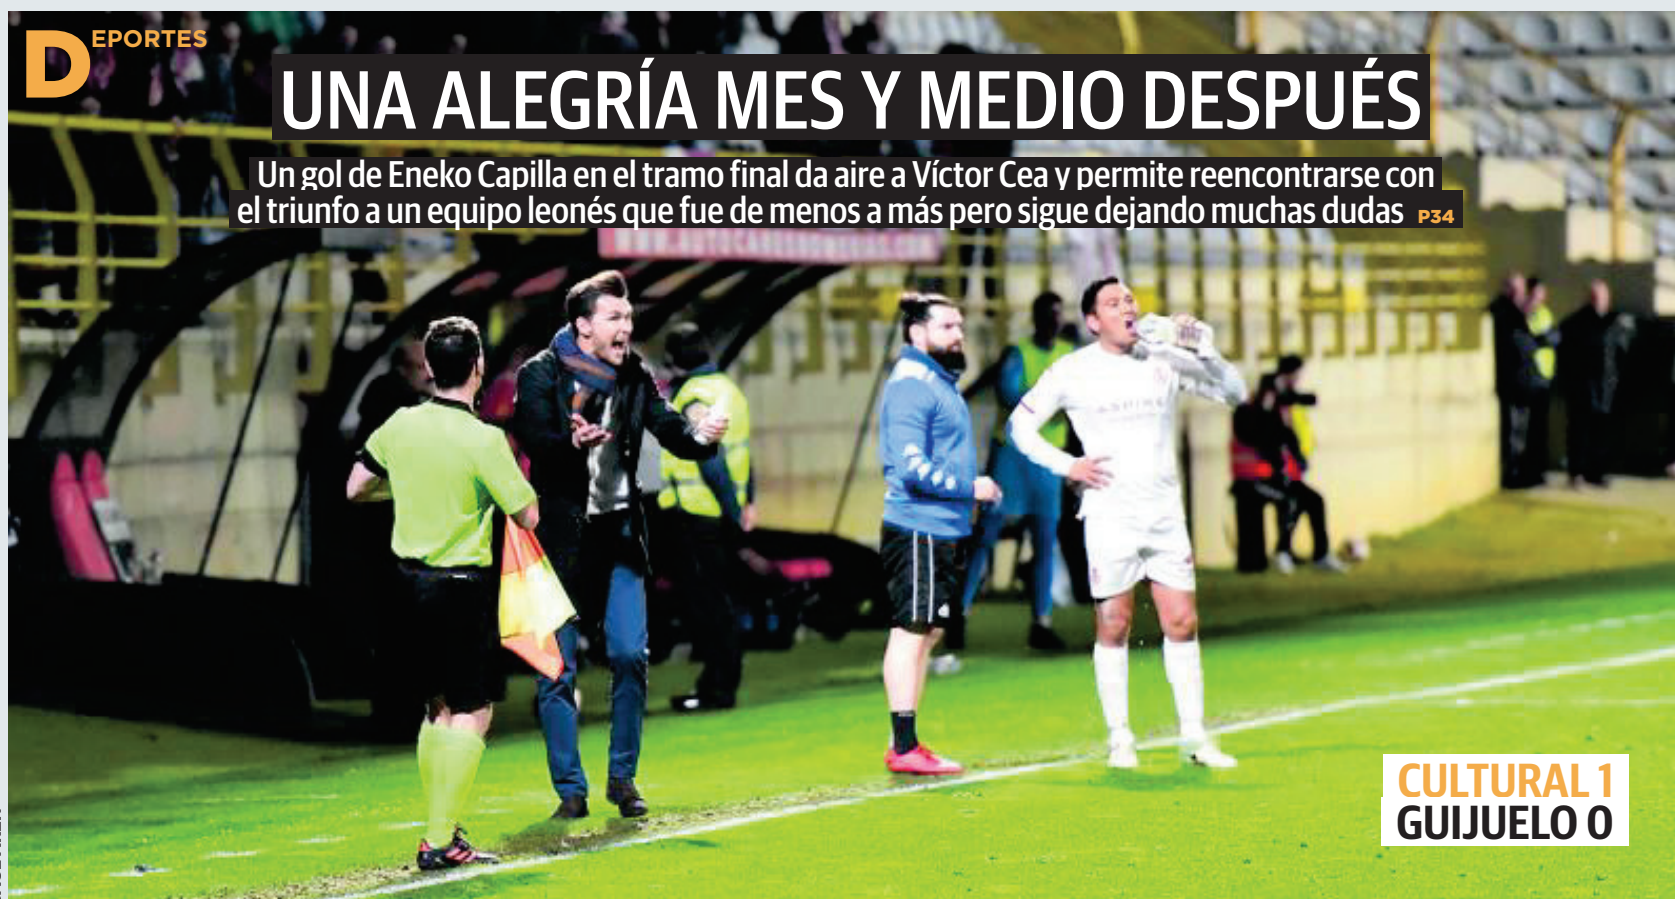 DEPORTES
UNA ALEGRÍA MES Y MEDIO DESPUÉS
Un gol de Eneko Capilla en el tramo final da aire a Víctor Cea y permite reencontrarse con
el triunfo a un equipo leonés que fue de menos a más pero sigue dejando muchas dudas P34
CULTURAL 1
GUIJUELO 0